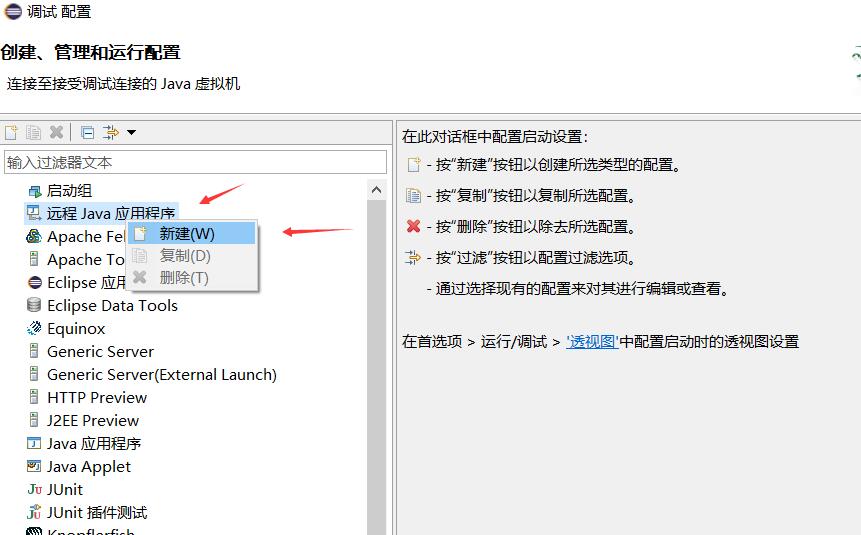 调试 配置
创建、管理和运行配置
连接至接受调试连接的 Java 虚拟机
输入过滤器文本
启动组
远程 Java 应用程序
新建(W)
复制(D)
删除(T)
Apache Fel
Apache To
Eclipse 应用
Eclipse Data Tools
Equinox
Generic Server
Generic Server(External Launch)
HTTP Preview
J2EE Preview
Java 应用程序
Java Applet
JUnit
JUnit 插件测试
Knopflerfish
在此对话框中配置启动设置:
- 按“新建”按钮以创建所选类型的配置。
- 按“复制”按钮以复制所选配置。
- 按“删除”按钮以除去所选配置。
- 按“过滤”按钮以配置过滤选项。
- 通过选择现有的配置来对其进行编辑或查看。
在首选项 > 运行/调试 > '透视图'中配置启动时的透视图设置